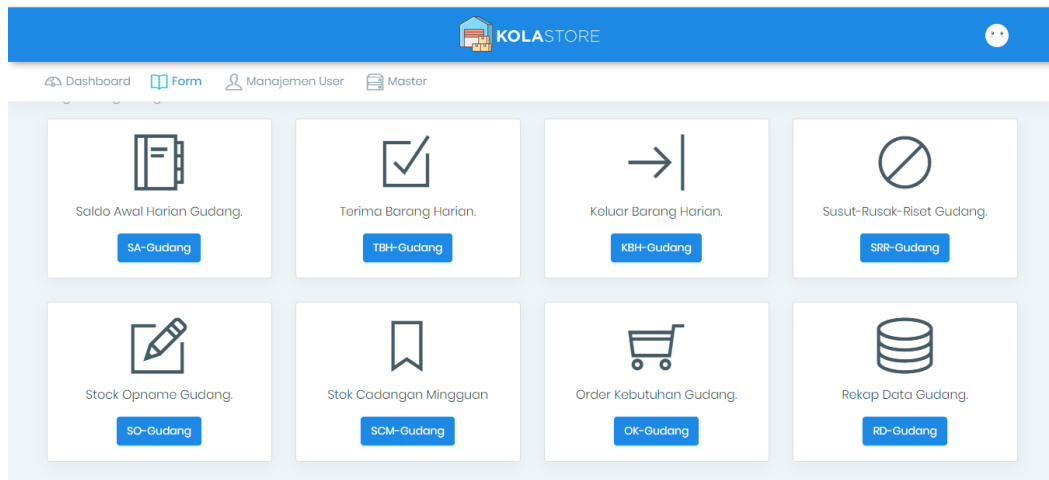 KOLASTORE
Dashboard Form Manajemen User Master
Saldo Awal Harian Gudang. Terima Barang Harian. Keluar Barang Harian. Susut-Rusak-Riset Gudang.
SA-Gudang TBH-Gudang KBH-Gudang SRR-Gudang
Stock Opname Gudang. Stok Cadangan Mingguan Order Kebutuhan Gudang. Rekap Data Gudang.
SO-Gudang SCM-Gudang OK-Gudang RD-Gudang